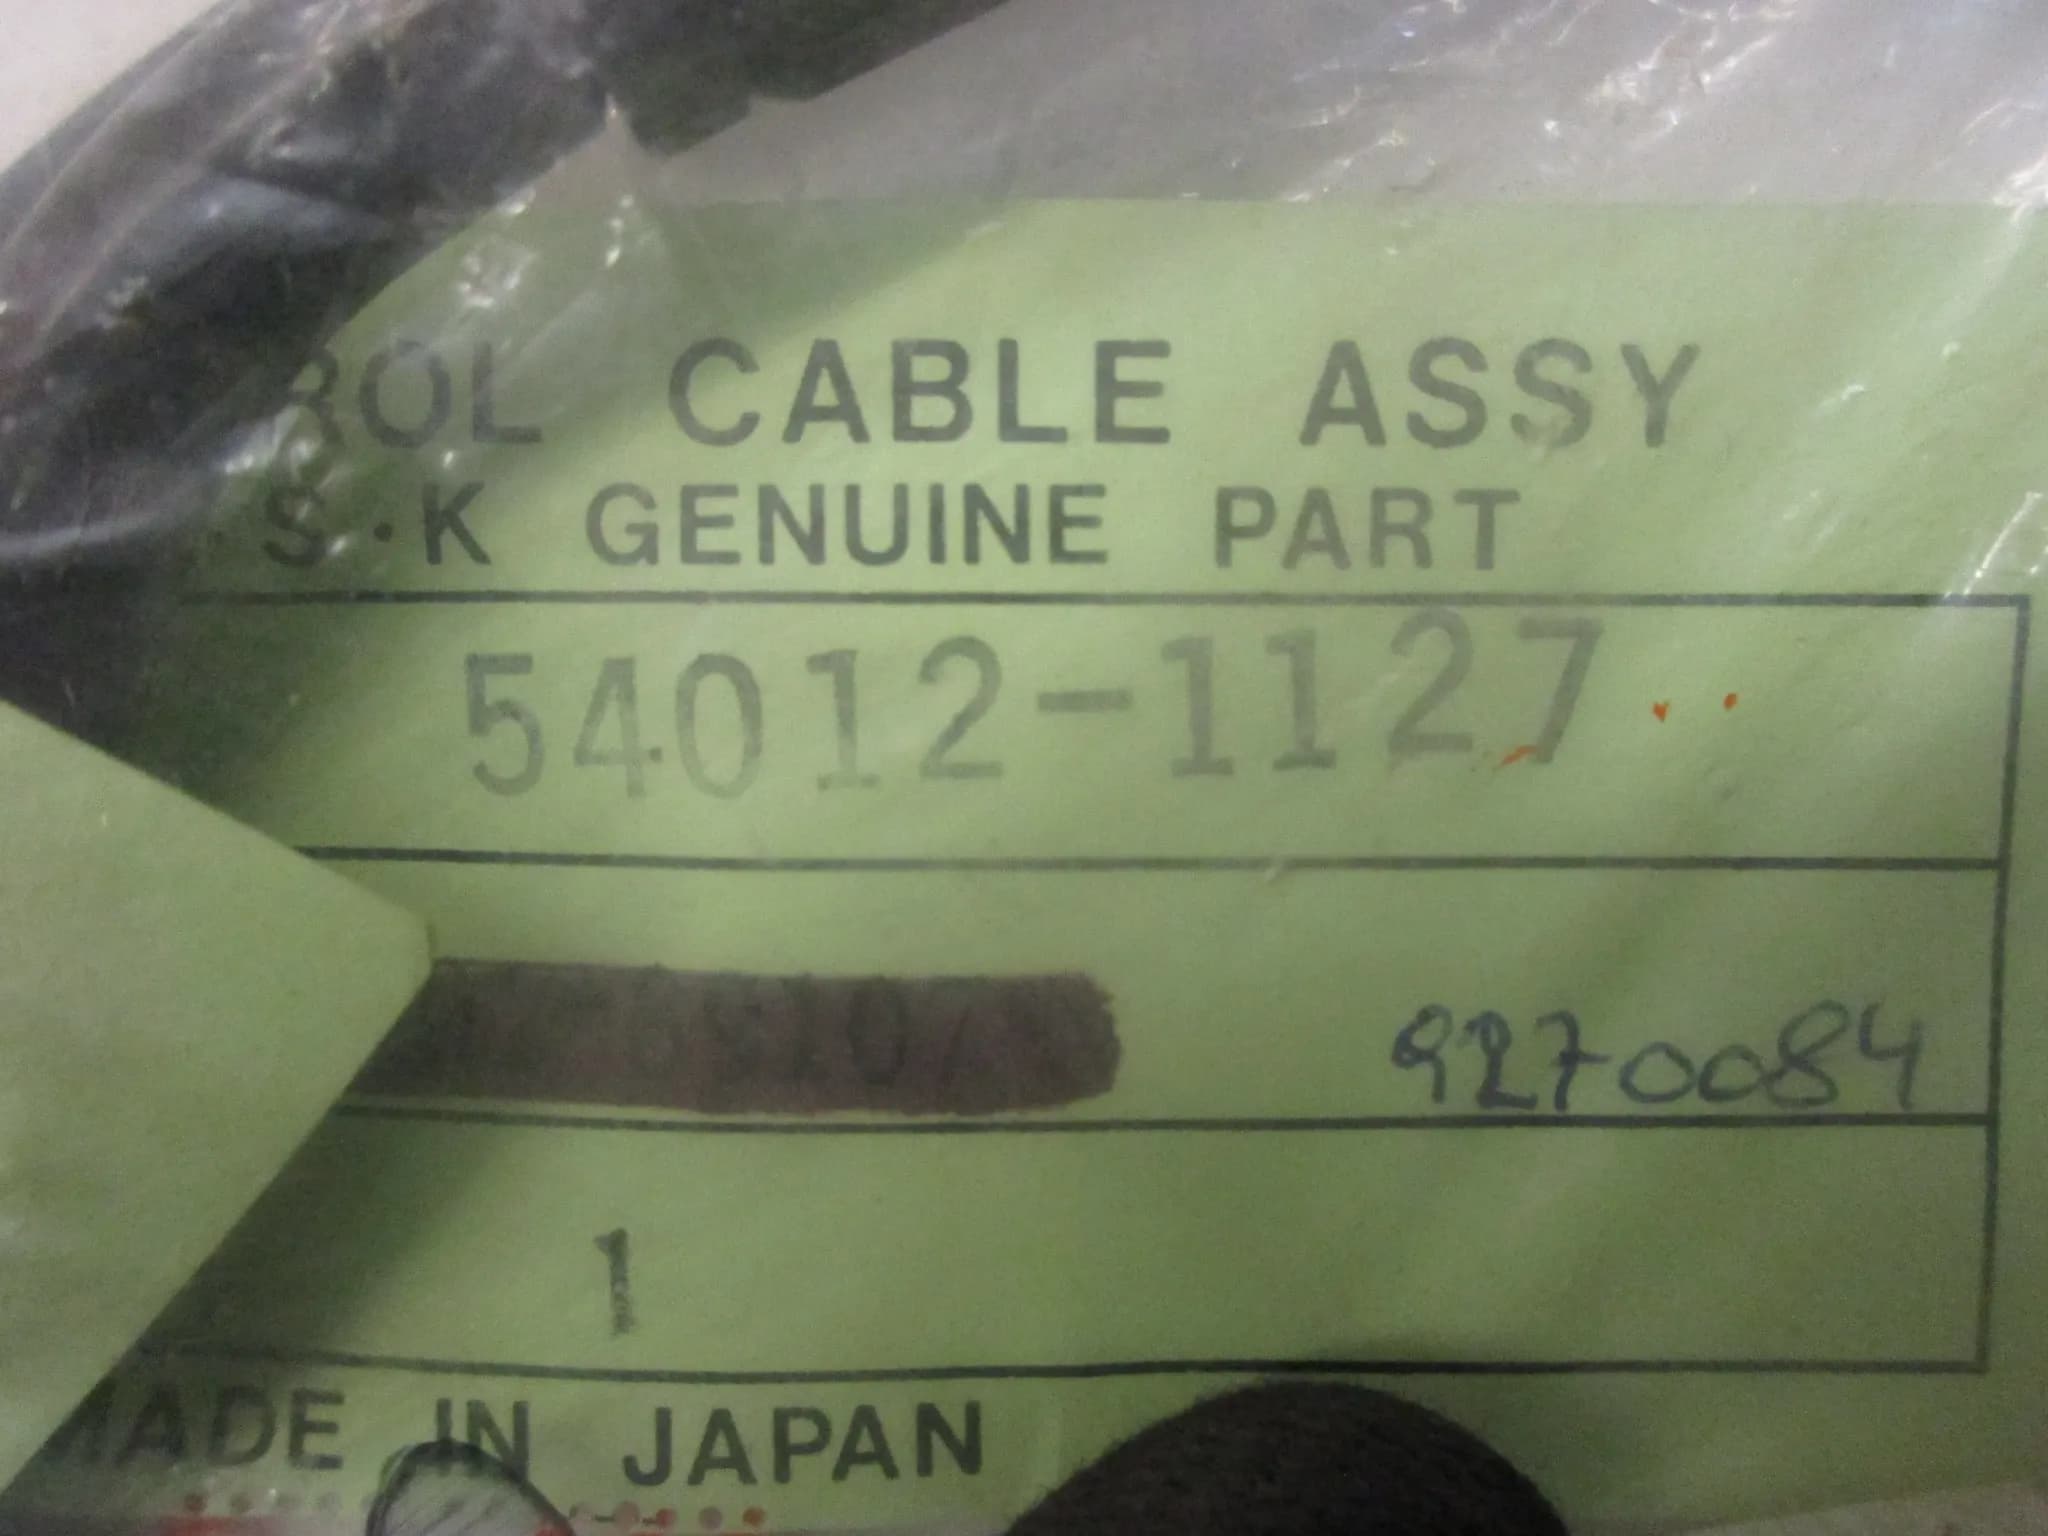 ROL CABLE ASSY
S・K GENUINE PART
54012-1127
9270084
1
MADE IN JAPAN